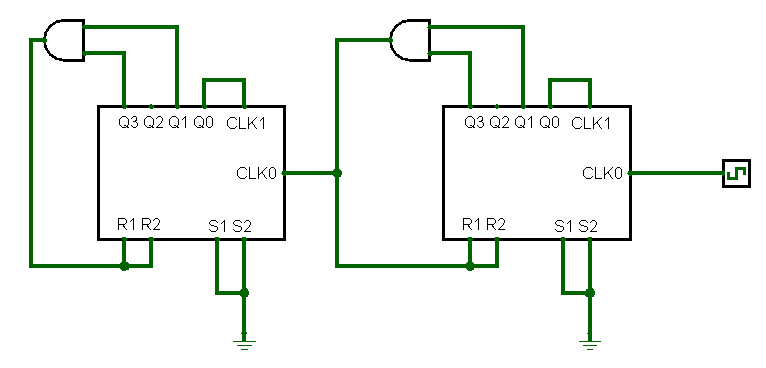 Q3 Q2 Q1 Q0 CLK1 Q3 Q2 Q1 Q0 CLK1
CLK0 CLK0
R1 R2 S1 S2 R1 R2 S1 S2